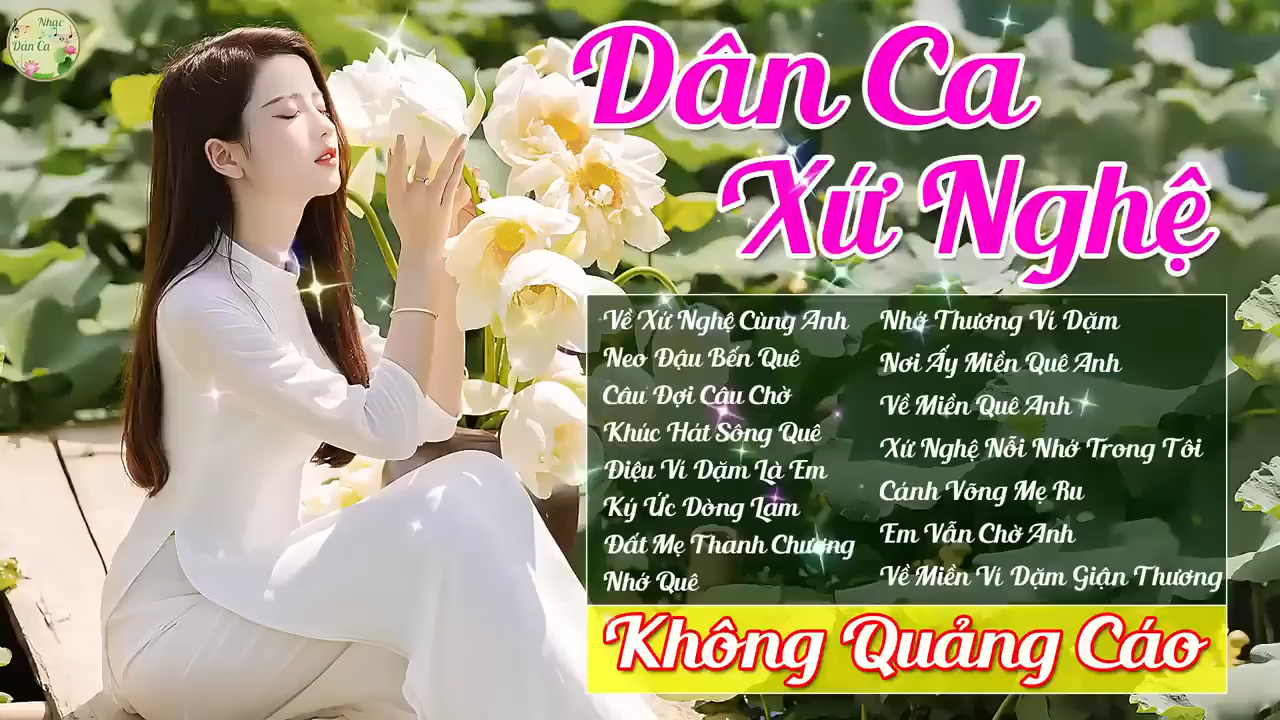 Nhạc
Dân Ca
Dân Ca
Xứ Nghệ
Về Xứ Nghệ Cùng Anh
Neo Đậu Bến Quê
Câu Đợi Câu Chờ
Khúc Hát Sông Quê
Điệu Ví Dặm Là Em
Ký Ức Dòng Lam
Đất Mẹ Thanh Chương
Nhớ Quê
Nhớ Thương Ví Dặm
Nơi Ấy Miền Quê Anh
Về Miền Quê Anh
Xứ Nghệ Nỗi Nhớ Trong Tôi
Cánh Võng Mẹ Ru
Em Vẫn Chờ Anh
Về Miền Ví Dặm Giận Thương
Không Quảng Cáo